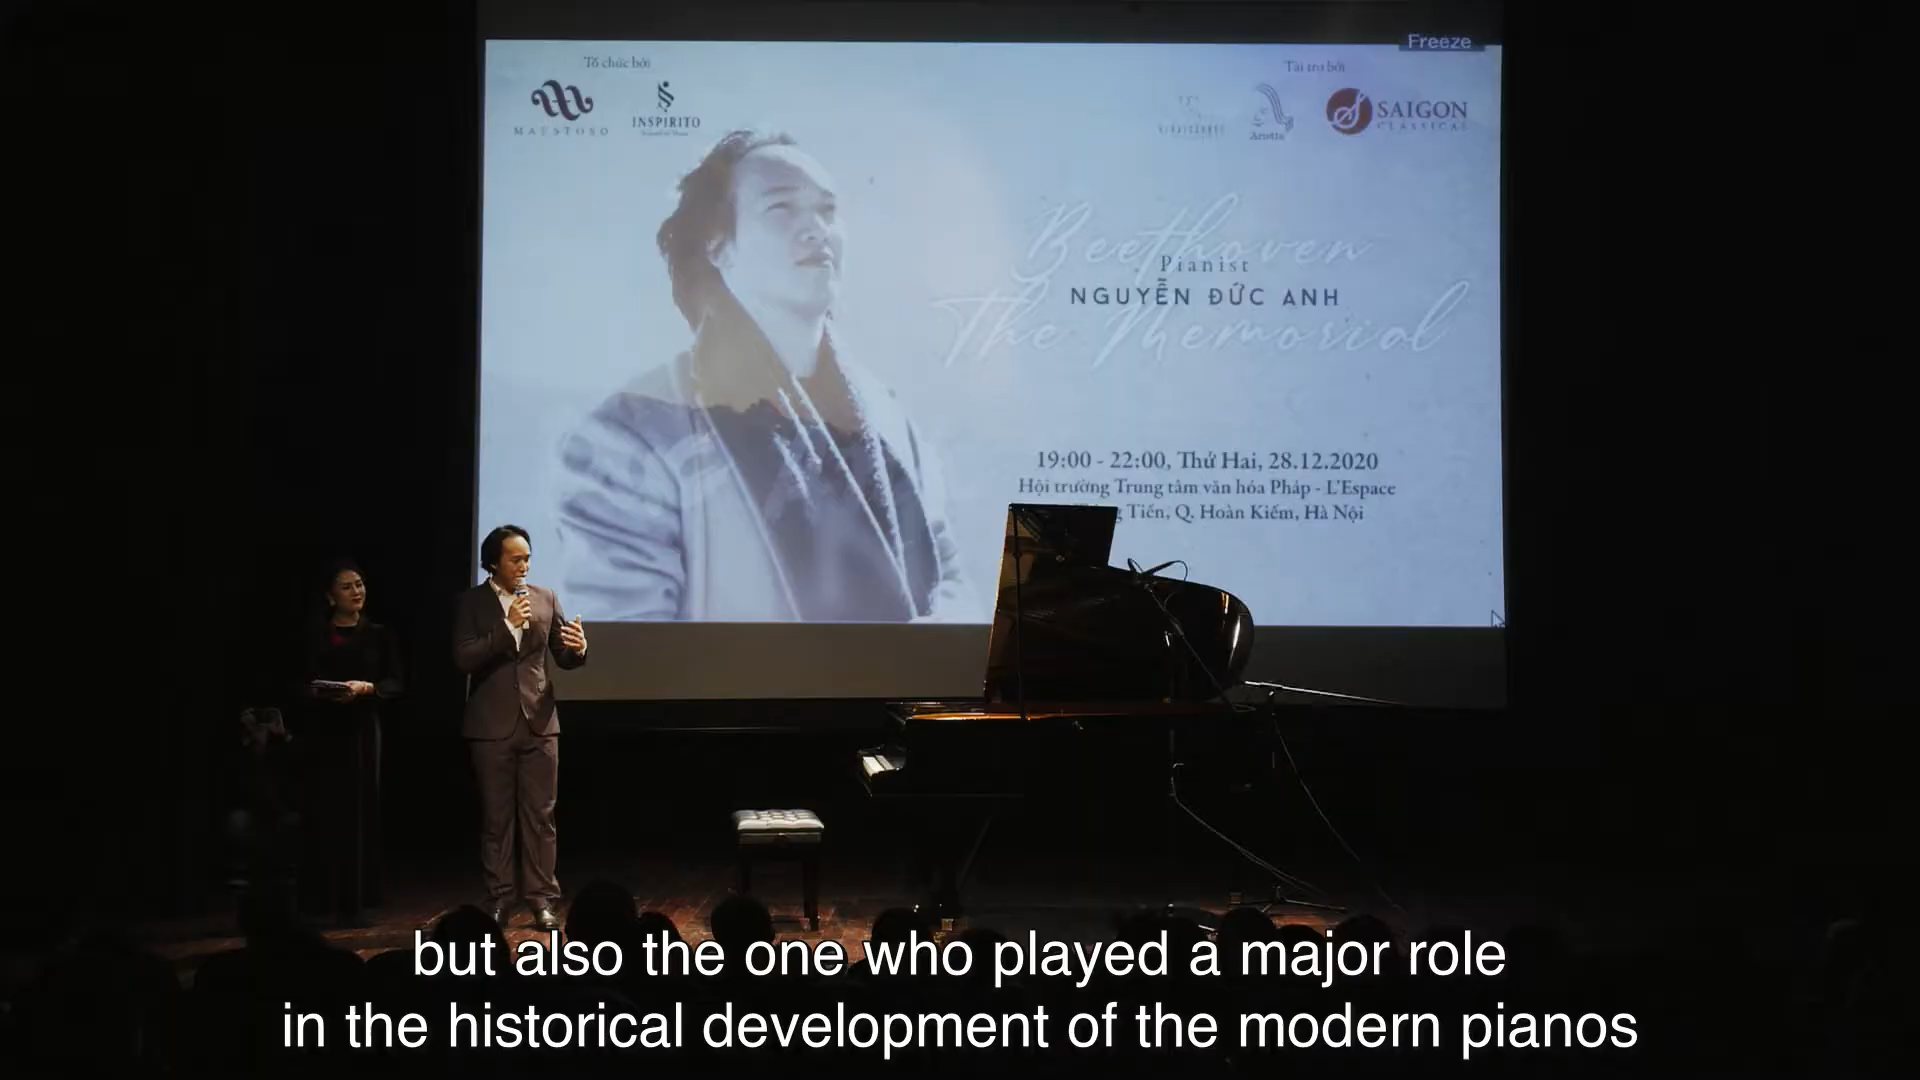 Freeze
Tổ chức bởi
Tài trợ bởi
MAESTOSO
INSPIRITO
Arotta
SAIGON
CLASSICAL
Beethoven
Pianist
NGUYỄN ĐỨC ANH
The Memorial
19:00 - 22:00, Thứ Hai, 28.12.2020
Hội trường Trung tâm văn hóa Pháp - L'Espace
Tiền, Q. Hoàn Kiếm, Hà Nội
but also the one who played a major role
in the historical development of the modern pianos